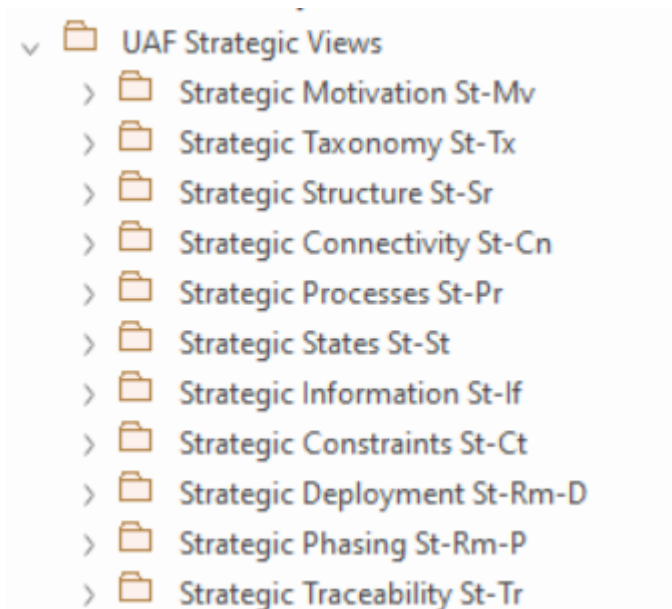 UAF Strategic Views
Strategic Motivation St-Mv
Strategic Taxonomy St-Tx
Strategic Structure St-Sr
Strategic Connectivity St-Cn
Strategic Processes St-Pr
Strategic States St-St
Strategic Information St-If
Strategic Constraints St-Ct
Strategic Deployment St-Rm-D
Strategic Phasing St-Rm-P
Strategic Traceability St-Tr